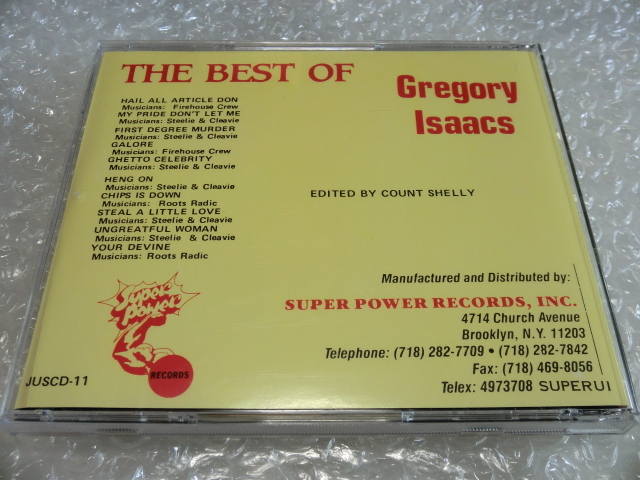 THE BEST OF
Gregory
Isaacs
HAIL ALL ARTICLE DON
Musicians: Firehouse Crew
MY PRIDE DON'T LET ME
Musicians: Steelie & Cleavie
FIRST DEGREE MURDER
Musicians: Steelie & Cleavie
GALORE
Musicians: Firehouse Crew
GHETTO CELEBRITY
Musicians: Steelie & Cleavie
HENG ON
Musicians: Steelie & Cleavie
CHIPS IS DOWN
Musicians: Roots Radic
STEAL A LITTLE LOVE
Musicians: Steelie & Cleavie
UNGREATFUL WOMAN
Musicians: Steelie & Cleavie
YOUR DEVINE
Musicians: Roots Radic
EDITED BY COUNT SHELLY
Super
Power
RECORDS
JUSCD-11
Manufactured and Distributed by:
SUPER POWER RECORDS, INC.
4714 Church Avenue
Brooklyn, N.Y. 11203
Telephone: (718) 282-7709 • (718) 282-7842
Fax: (718) 469-8056
Telex: 4973708 SUPERUI